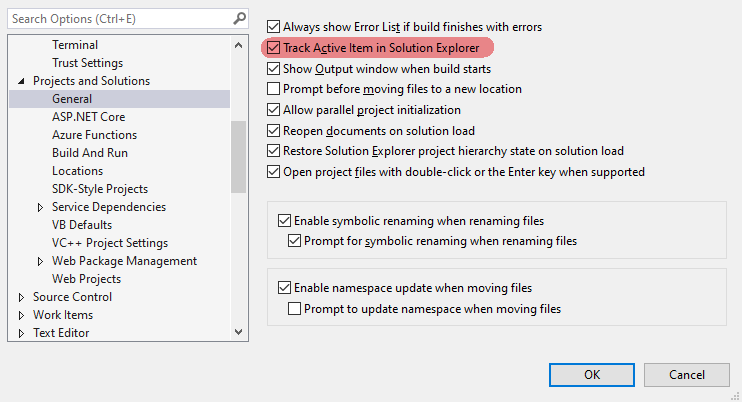 Search Options (Ctrl+E)
Terminal
Trust Settings
Projects and Solutions
General
ASP.NET Core
Azure Functions
Build And Run
Locations
SDK-Style Projects
Service Dependencies
VB Defaults
VC++ Project Settings
Web Package Management
Web Projects
Source Control
Work Items
Text Editor
Always show Error List if build finishes with errors
Track Active Item in Solution Explorer
Show Output window when build starts
Prompt before moving files to a new location
Allow parallel project initialization
Reopen documents on solution load
Restore Solution Explorer project hierarchy state on solution load
Open project files with double-click or the Enter key when supported
Enable symbolic renaming when renaming files
Prompt for symbolic renaming when renaming files
Enable namespace update when moving files
Prompt to update namespace when moving files
OK
Cancel